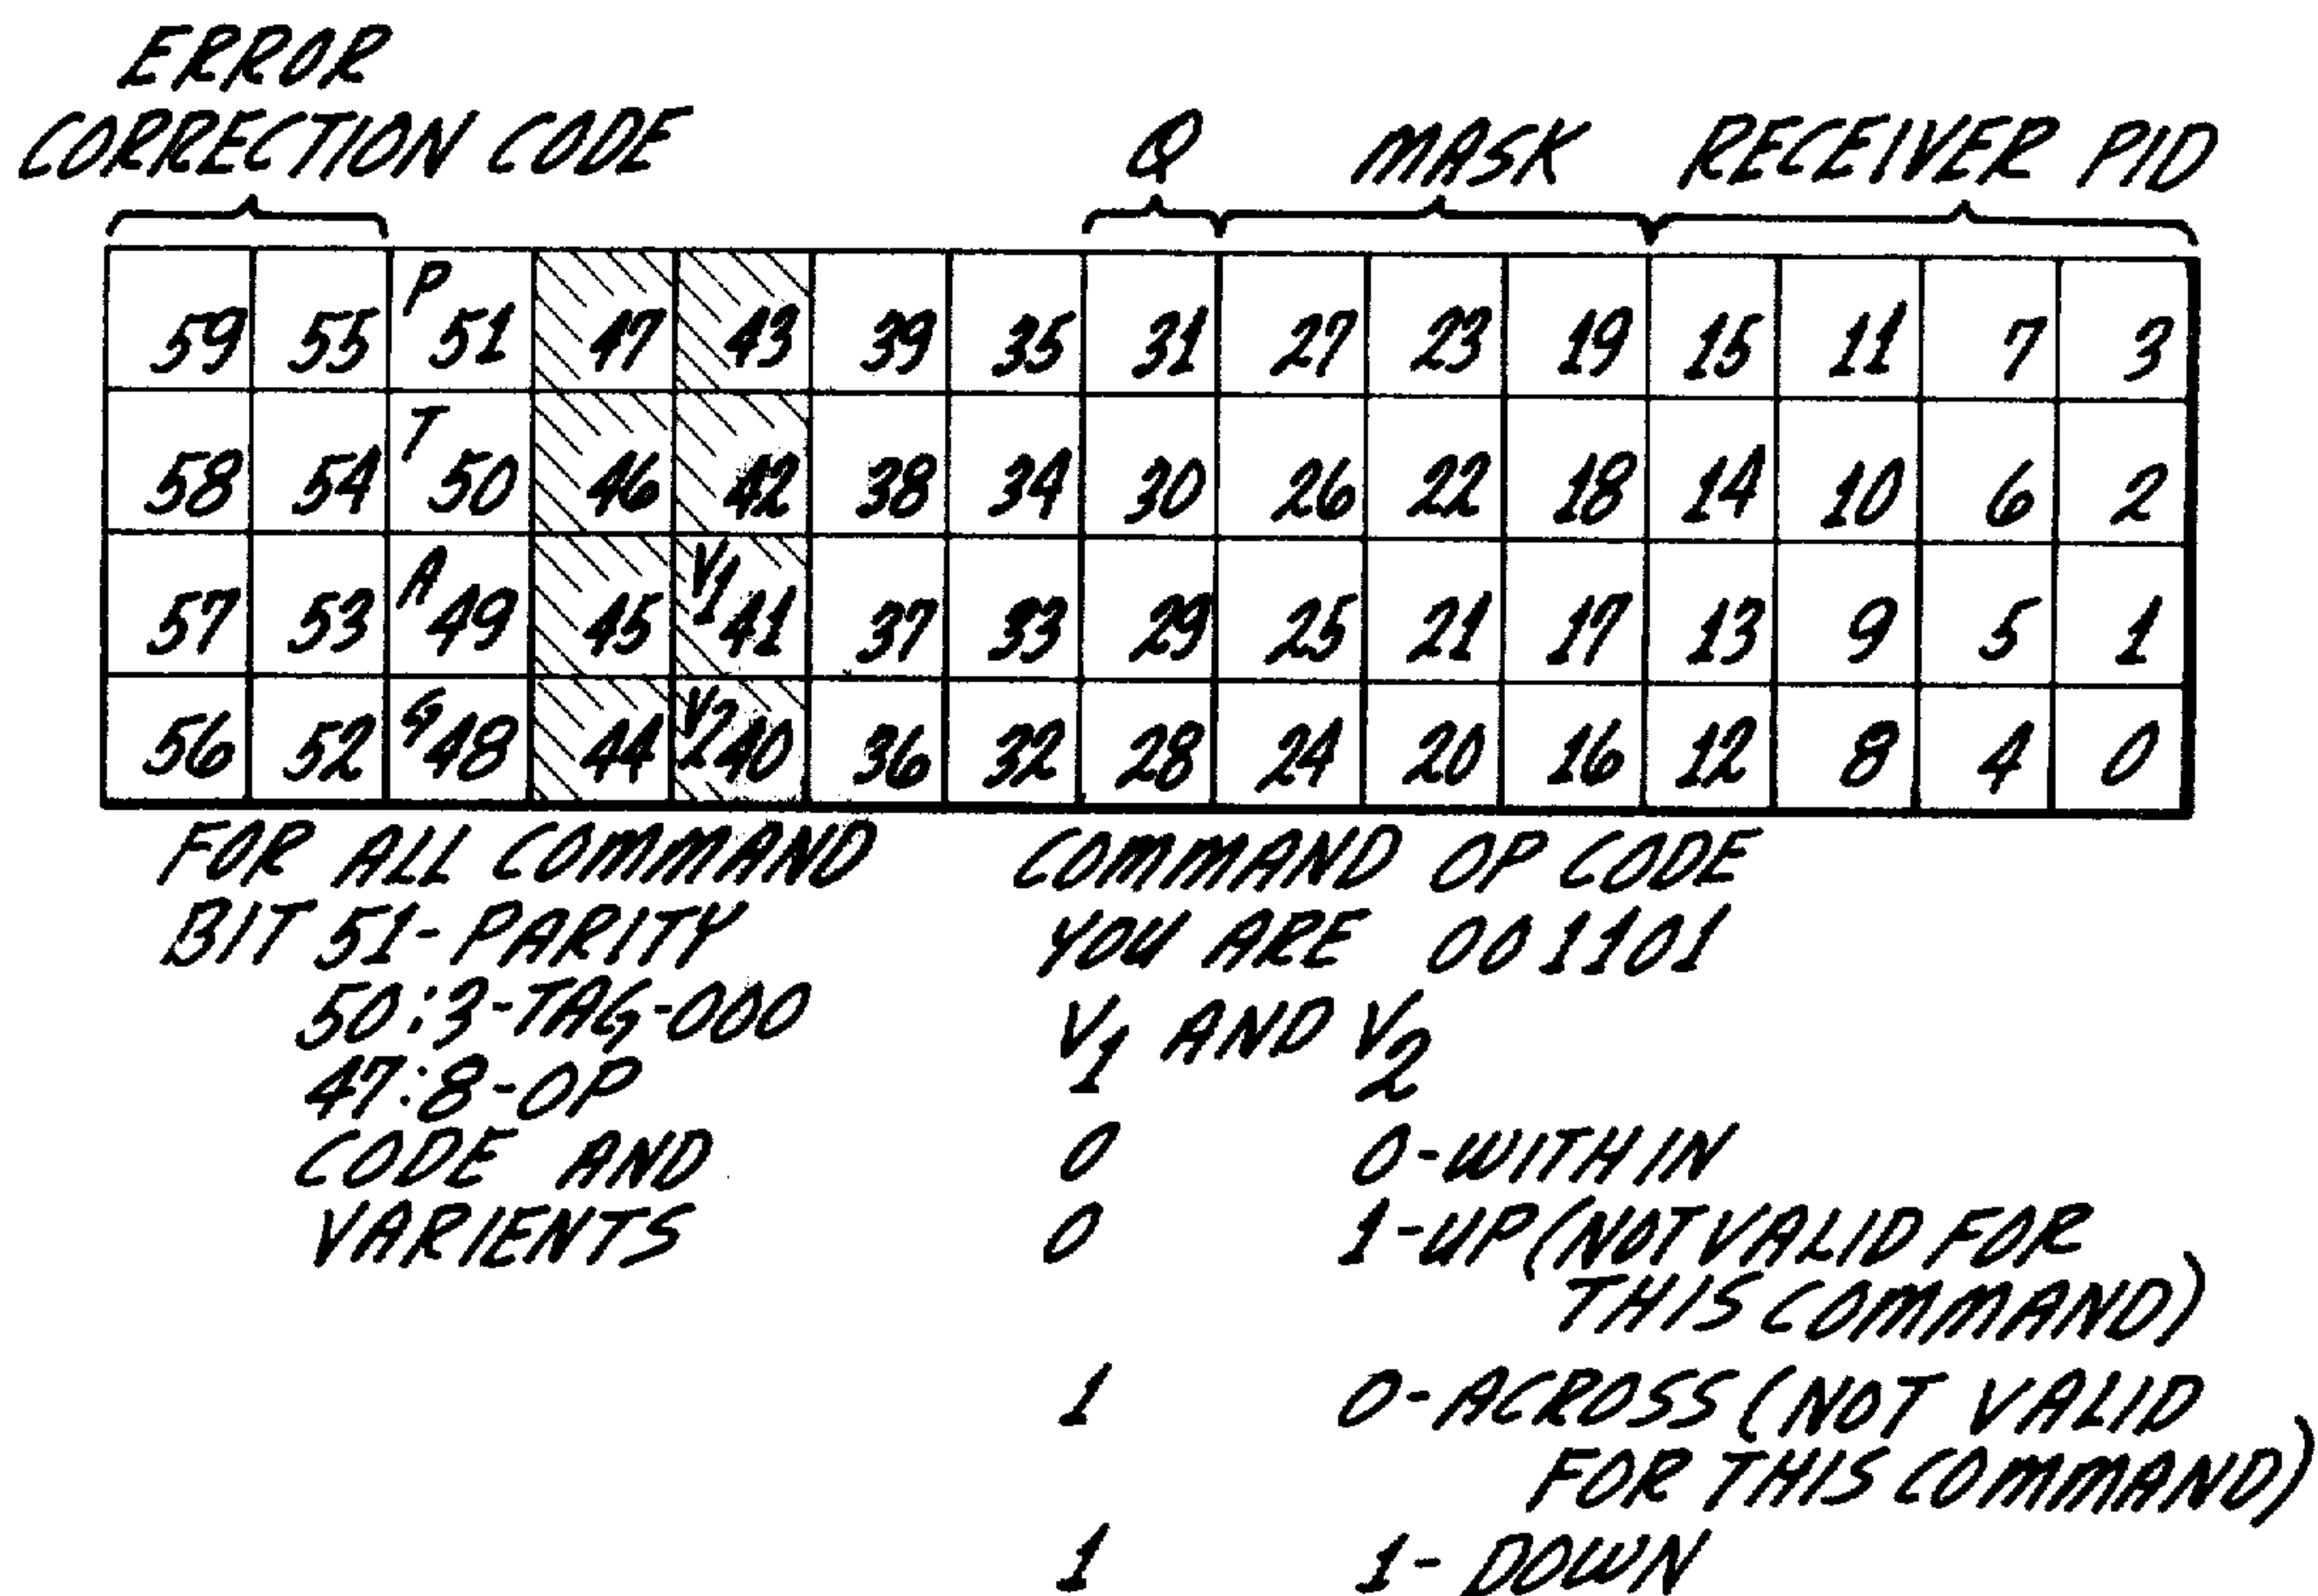 ERROR
CORRECTION CODE Q MASK RECEIVER PID
59 55 P 51 47 43 39 35 31 27 23 19 15 11 7 3
58 54 T 50 46 42 38 34 30 26 22 18 14 10 6 2
57 53 A 49 45 V1 41 37 33 29 25 21 17 13 9 5 1
56 52 G 48 44 V2 40 36 32 28 24 20 16 12 8 4 0
FOR ALL COMMAND
BIT 51-PARITY
50:3-TAG-000
47:8-OP
CODE AND
VARIENTS
COMMAND OP CODE
YOU ARE 001101
V1 AND V2
0 0-WITHIN
0 1-UP (NOT VALID FOR
THIS COMMAND)
1 0-ACROSS (NOT VALID
FOR THIS COMMAND)
1 1-DOWN